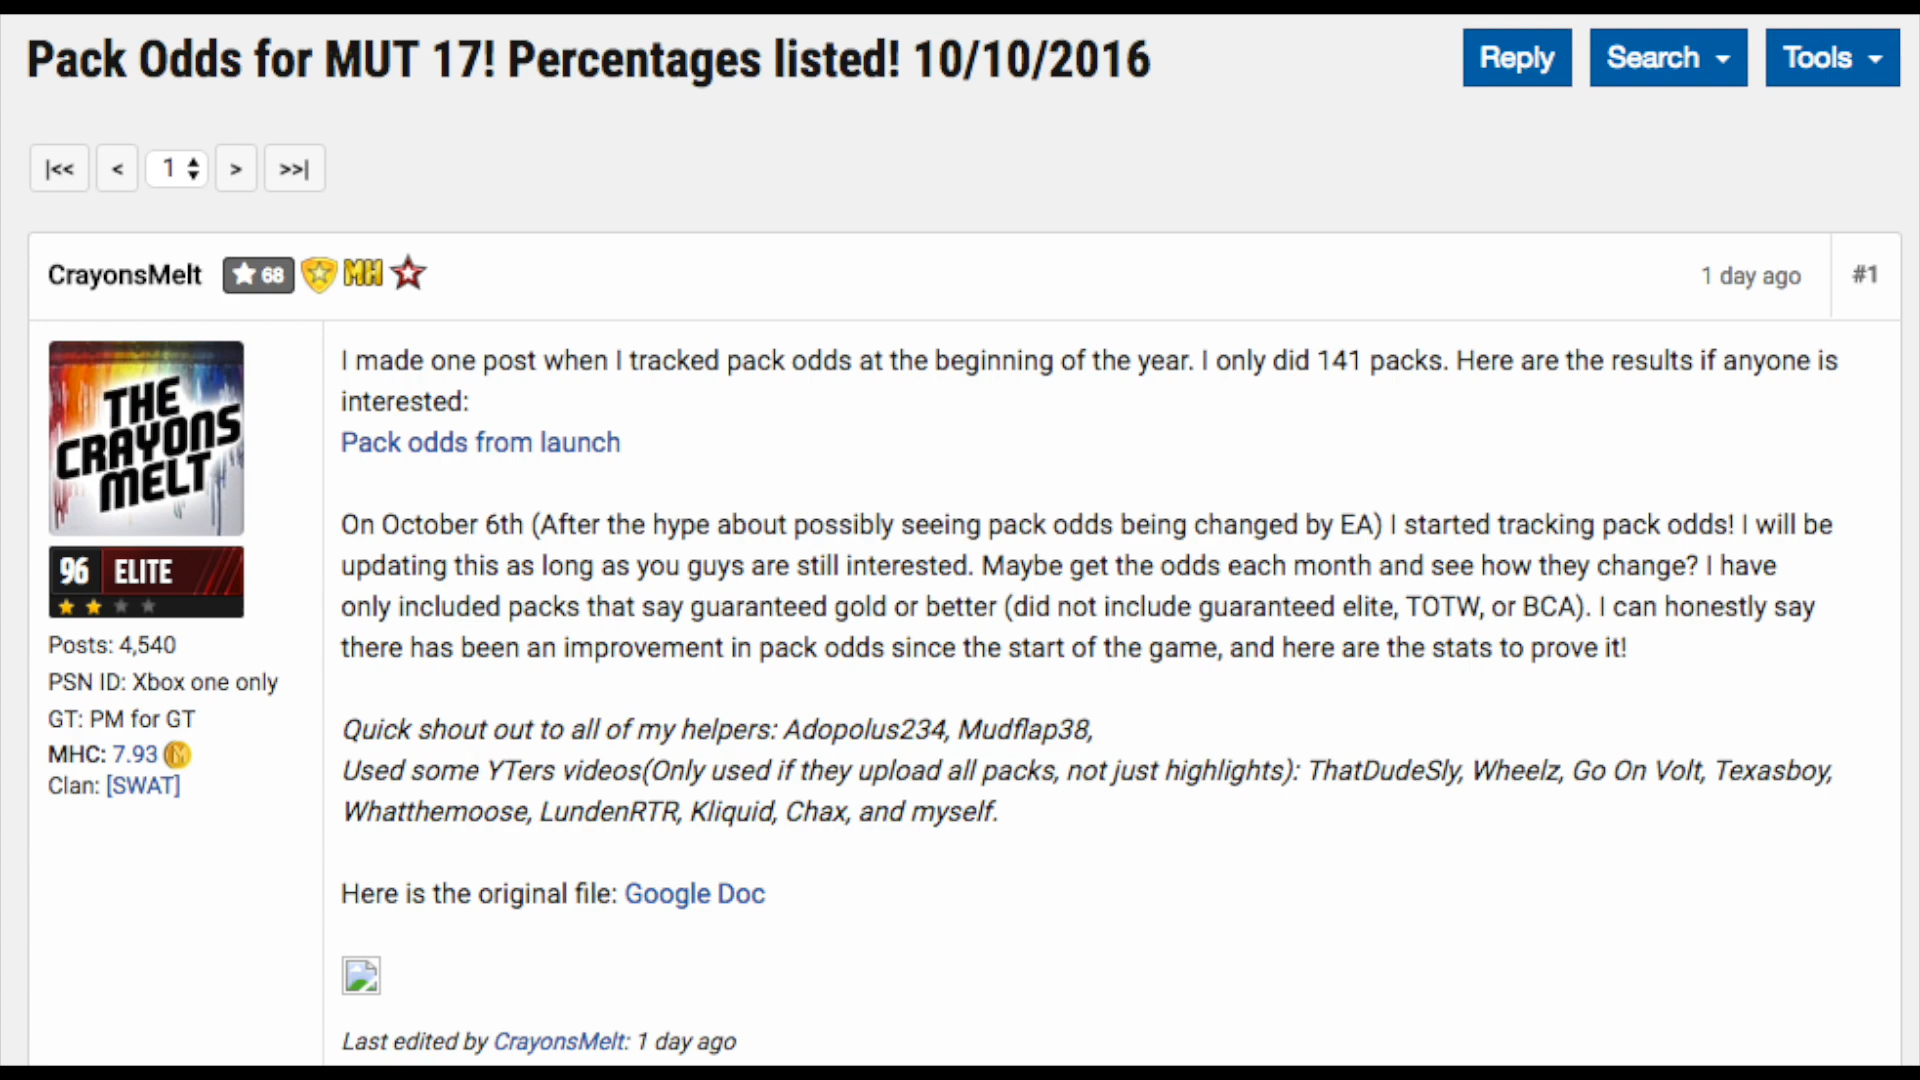 Pack Odds for MUT 17! Percentages listed! 10/10/2016
Reply
Search
Tools
|<<
<
1
>
>>|
CrayonsMelt
68
MH
1 day ago
#1
THE
CRAYONS
MELT
96 ELITE
Posts: 4,540
PSN ID: Xbox one only
GT: PM for GT
MHC: 7.93
Clan: [SWAT]
I made one post when I tracked pack odds at the beginning of the year. I only did 141 packs. Here are the results if anyone is
interested:
Pack odds from launch
On October 6th (After the hype about possibly seeing pack odds being changed by EA) I started tracking pack odds! I will be
updating this as long as you guys are still interested. Maybe get the odds each month and see how they change? I have
only included packs that say guaranteed gold or better (did not include guaranteed elite, TOTW, or BCA). I can honestly say
there has been an improvement in pack odds since the start of the game, and here are the stats to prove it!
Quick shout out to all of my helpers: Adopolus234, Mudflap38,
Used some YTers videos(Only used if they upload all packs, not just highlights): ThatDudeSly, Wheelz, Go On Volt, Texasboy,
Whatthemoose, LundenRTR, Kliquid, Chax, and myself.
Here is the original file: Google Doc
Last edited by CrayonsMelt: 1 day ago